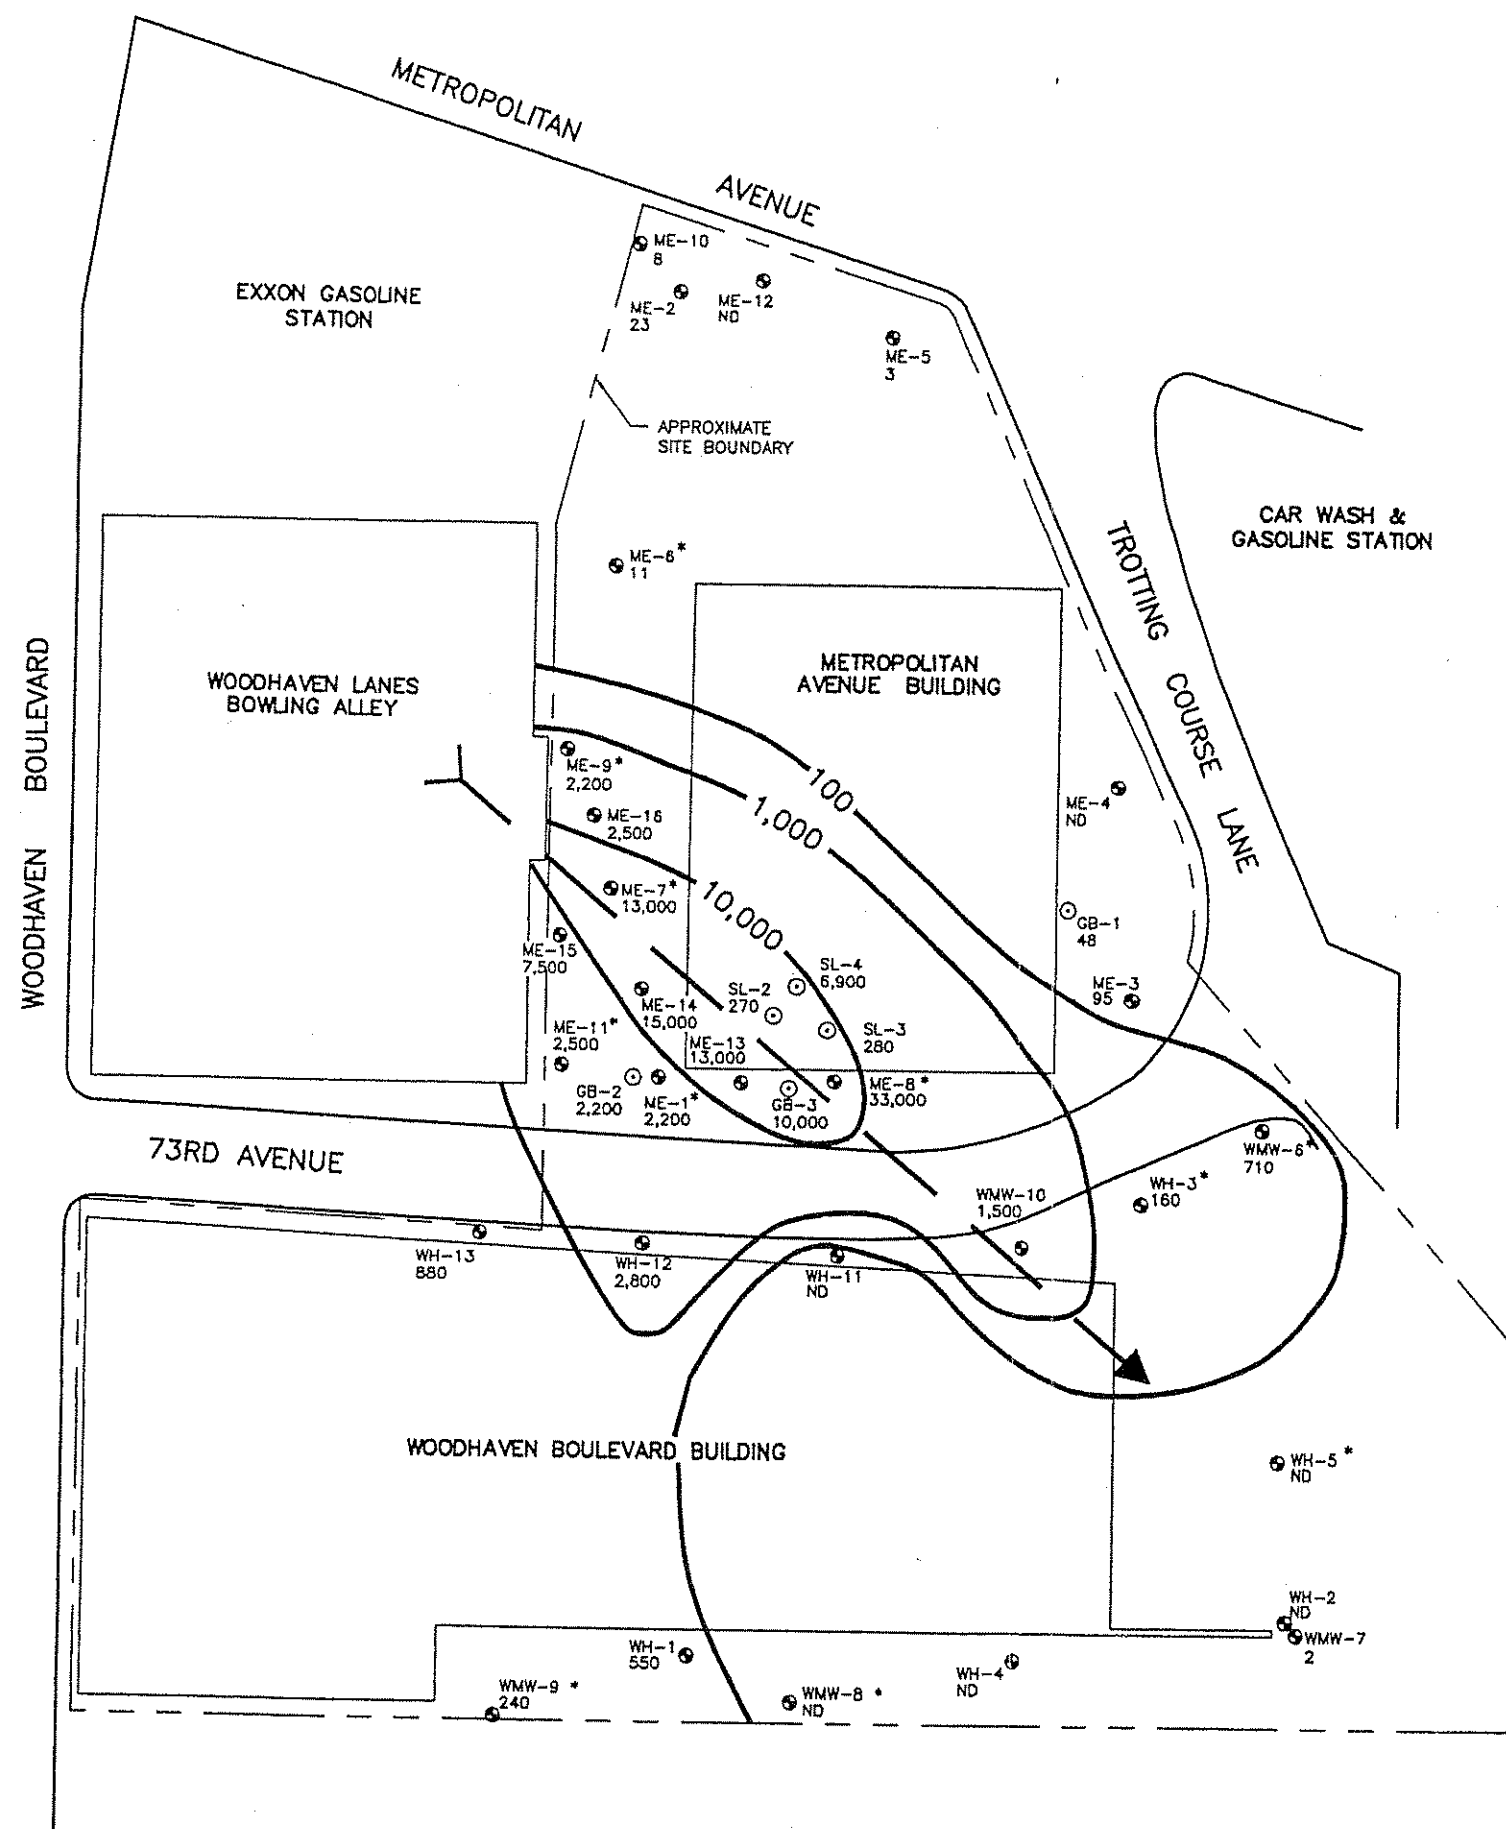 METROPOLITAN
AVENUE
ME-10
8
ME-2
23
ME-12
ND
ME-5
3
EXXON GASOLINE
STATION
APPROXIMATE
SITE BOUNDARY
CAR WASH &
GASOLINE STATION
TROTTING COURSE LANE
ME-6*
11
WOODHAVEN BOULEVARD
WOODHAVEN LANES
BOWLING ALLEY
METROPOLITAN
AVENUE BUILDING
ME-9*
2,200
100
1,000
10,000
ME-4
ND
ME-16
2,500
ME-7*
13,000
GB-1
48
ME-15
7,500
SL-4
6,900
SL-2
270
ME-3
95
ME-14
15,000
SL-3
280
ME-11*
2,500
ME-13
13,000
GB-2
2,200
ME-1*
2,200
GB-3
10,000
ME-8*
33,000
73RD AVENUE
WMW-6*
710
WH-3*
160
WMW-10
1,500
WH-13
880
WH-12
2,800
WH-11
ND
WOODHAVEN BOULEVARD BUILDING
WH-5*
ND
WH-2
ND
WMW-7
2
WH-1
550
WH-4
ND
WMW-9 *
240
WMW-8 *
ND